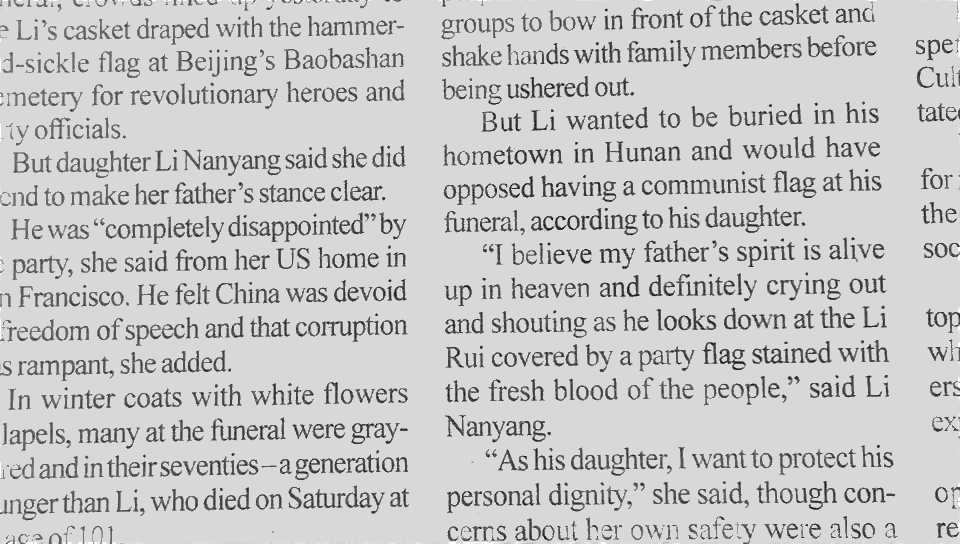 Li's casket draped with the hammer-
d-sickle flag at Beijing's Baobashan
emetery for revolutionary heroes and
ty officials.
But daughter Li Nanyang said she did
end to make her father's stance clear.
He was “completely disappointed” by
party, she said from her US home in
n Francisco. He felt China was devoid
freedom of speech and that corruption
s rampant, she added.
In winter coats with white flowers
lapels, many at the funeral were gray-
red and in their seventies – a generation
unger than Li, who died on Saturday at
age of 101.
groups to bow in front of the casket and
shake hands with family members before
being ushered out.
But Li wanted to be buried in his
hometown in Hunan and would have
opposed having a communist flag at his
funeral, according to his daughter.
“I believe my father's spirit is alive
up in heaven and definitely crying out
and shouting as he looks down at the Li
Rui covered by a party flag stained with
the fresh blood of the people,” said Li
Nanyang.
“As his daughter, I want to protect his
personal dignity,” she said, though con-
cerns about her own safety were also a
spe
Cult
tate
for
the
soc
top
wh
ers
ex
op
re